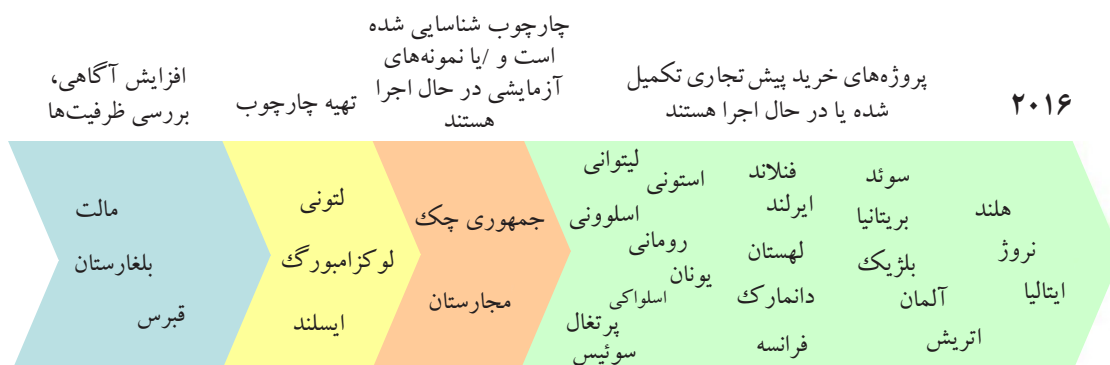 ۲۰۱۶
پروژه‌های خرید پیش تجاری تکمیل
شده یا در حال اجرا هستند
چارچوب شناسایی شده
است و /یا نمونه‌های
آزمایشی در حال اجرا
هستند
تهیه چارچوب
افزایش آگاهی،
بررسی ظرفیت‌ها
هلند
نروژ
ایتالیا
سوئد
بریتانیا
بلژیک
آلمان
اتریش
فنلاند
ایرلند
لهستان
دانمارک
فرانسه
لیتوانی
استونی
اسلوونی
رومانی
یونان
اسلواکی
پرتغال
سوئیس
جمهوری چک
مجارستان
لتونی
لوکزامبورگ
ایسلند
مالت
بلغارستان
قبرس